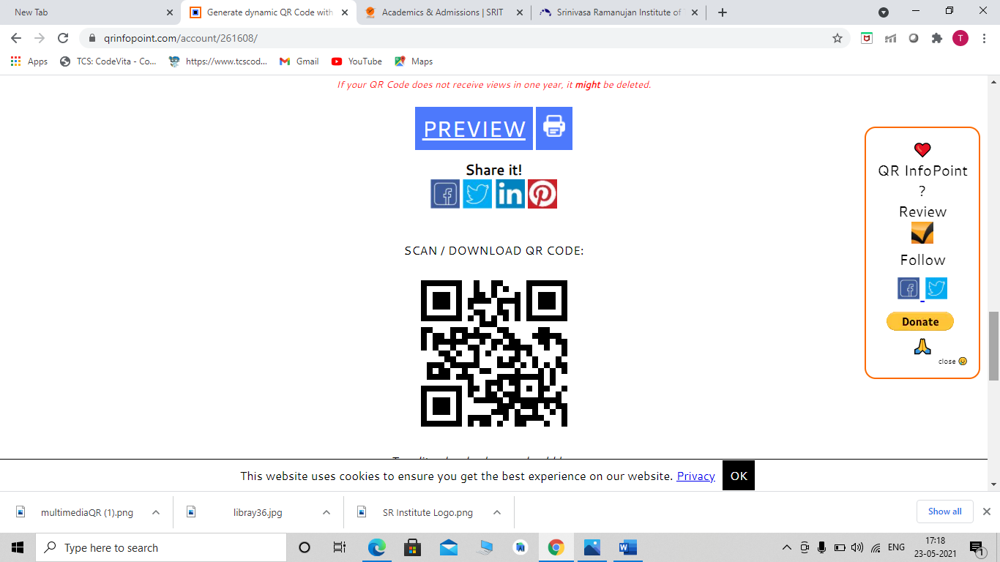 New Tab
Generate dynamic QR Code with
Academics & Admissions | SRIT
Srinivasa Ramanujan Institute of
qrinfopoint.com/account/261608/
T
Apps
TCS: CodeVita - Co...
https://www.tcscod...
Gmail
YouTube
Maps
If your QR Code does not receive views in one year, it might be deleted.
PREVIEW
Share it!
SCAN / DOWNLOAD QR CODE:
QR InfoPoint
?
Review
Follow
Donate
close
This website uses cookies to ensure you get the best experience on our website. Privacy OK
multimediaQR (1).png
libray36.jpg
SR Institute Logo.png
Show all
Type here to search
ENG
17:18
23-05-2021
1